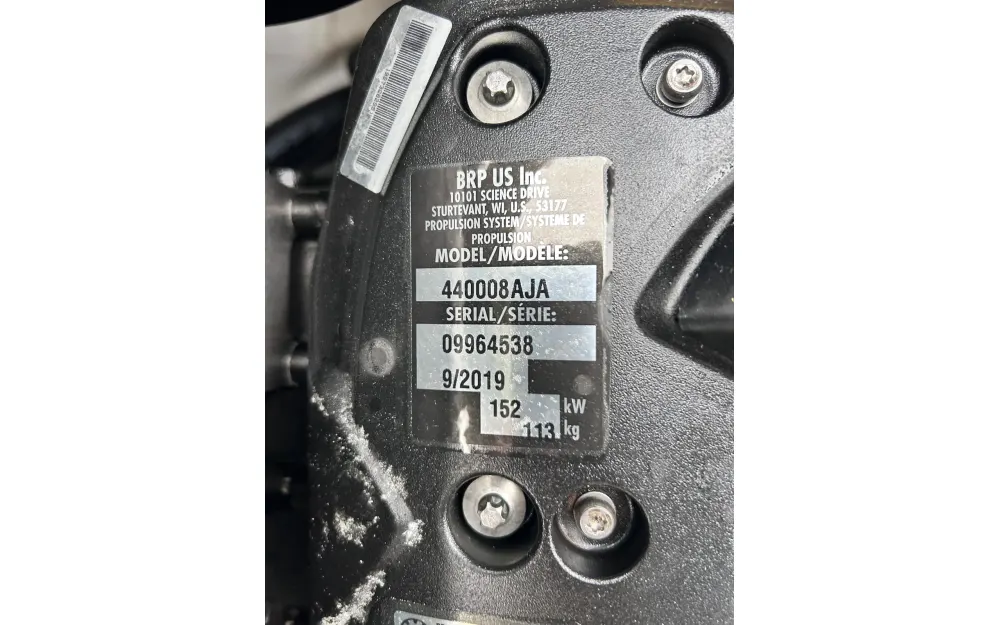 BRP US Inc.
10101 SCIENCE DRIVE
STURTEVANT, WI, U.S., 53177
PROPULSION SYSTEM/SYSTÈME DE
PROPULSION
MODEL/MODÈLE:
440008AJA
SERIAL/SÉRIE:
09964538
9/2019
152 kW
113 kg